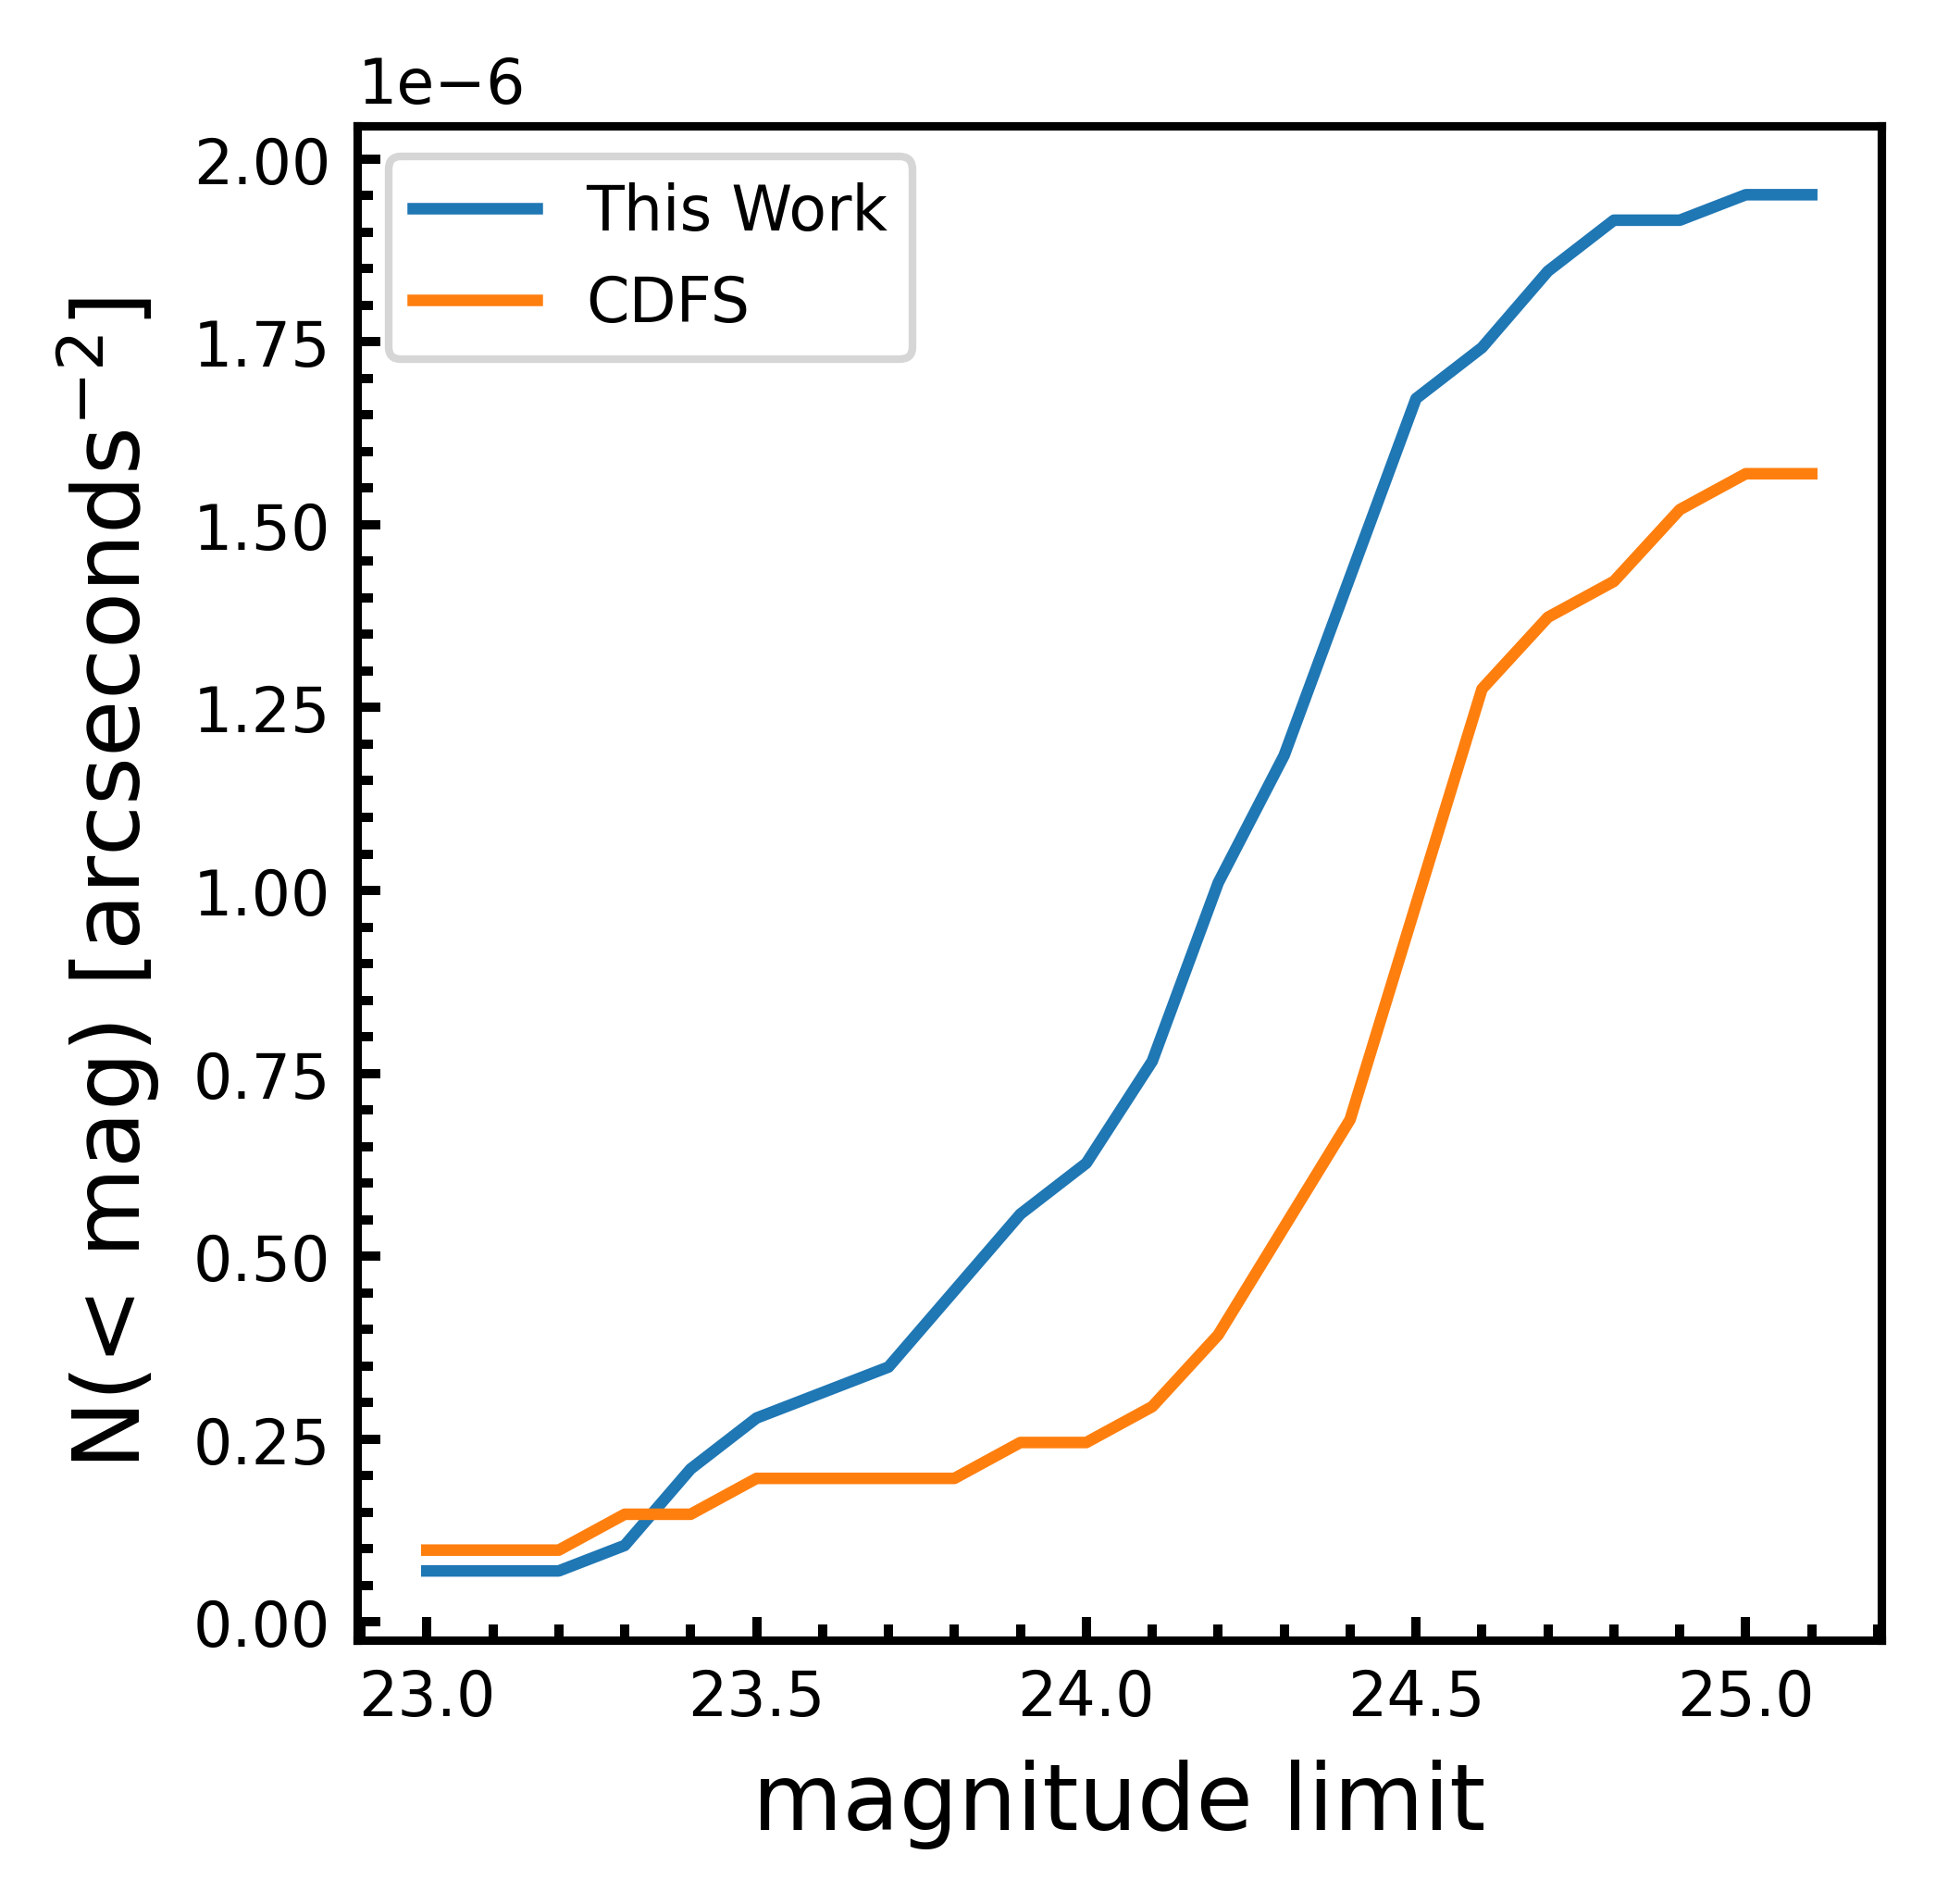 1e−6
2.00
1.75
1.50
1.25
1.00
0.75
0.50
0.25
0.00
N(< mag) [arcseconds⁻²]
This Work
CDFS
23.0 23.5 24.0 24.5 25.0
magnitude limit